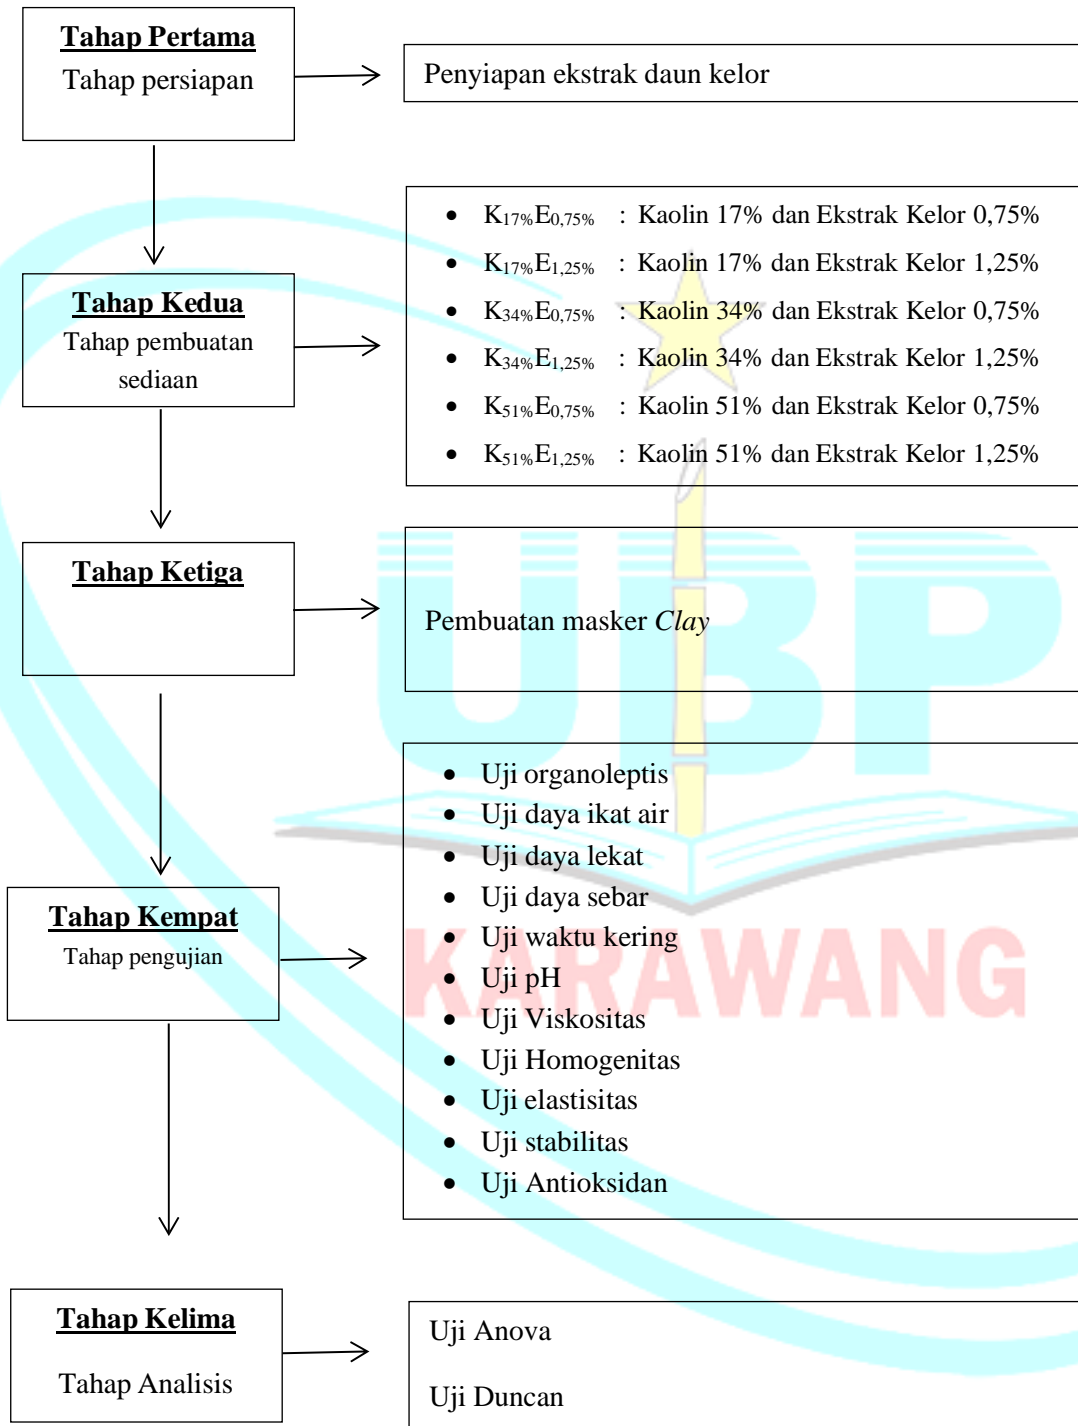 Tahap Pertama
Tahap persiapan
Penyiapan ekstrak daun kelor
Tahap Kedua
Tahap pembuatan
sediaan
• K17%E0,75% : Kaolin 17% dan Ekstrak Kelor 0,75%
• K17%E1,25% : Kaolin 17% dan Ekstrak Kelor 1,25%
• K34%E0,75% : Kaolin 34% dan Ekstrak Kelor 0,75%
• K34%E1,25% : Kaolin 34% dan Ekstrak Kelor 1,25%
• K51%E0,75% : Kaolin 51% dan Ekstrak Kelor 0,75%
• K51%E1,25% : Kaolin 51% dan Ekstrak Kelor 1,25%
Tahap Ketiga
Pembuatan masker Clay
Tahap Kempat
Tahap pengujian
• Uji organoleptis
• Uji daya ikat air
• Uji daya lekat
• Uji daya sebar
• Uji waktu kering
• Uji pH
• Uji Viskositas
• Uji Homogenitas
• Uji elastisitas
• Uji stabilitas
• Uji Antioksidan
Tahap Kelima
Tahap Analisis
Uji Anova
Uji Duncan
UBP
KARAWANG